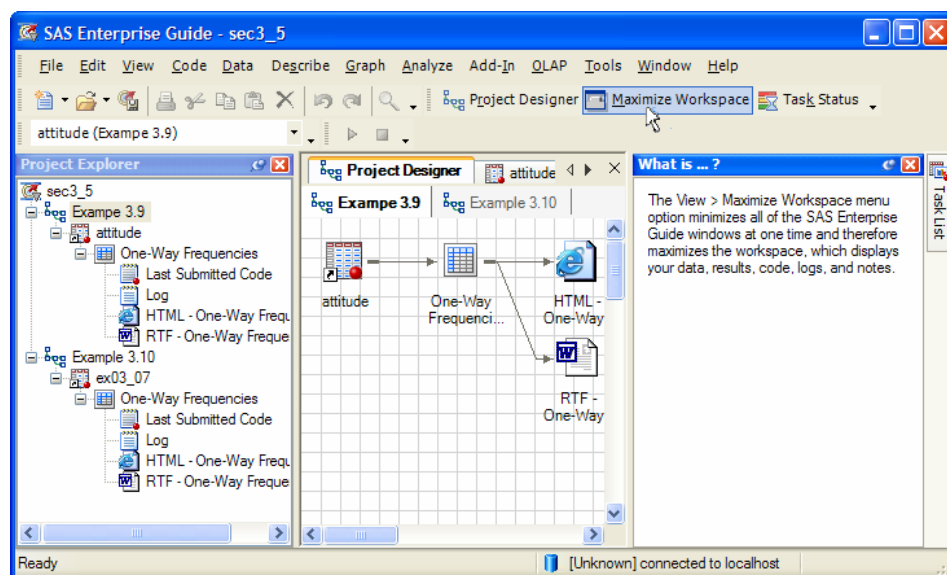 SAS Enterprise Guide - sec3_5
File Edit View Code Data Describe Graph Analyze Add-In OLAP Tools Window Help
Project Designer Maximize Workspace Task Status
attitude (Exampe 3.9)
Project Explorer
sec3_5
Exampe 3.9
attitude
One-Way Frequencies
Last Submitted Code
Log
HTML - One-Way Frequ
RTF - One-Way Freque
Example 3.10
ex03_07
One-Way Frequencies
Last Submitted Code
Log
HTML - One-Way Frequ
RTF - One-Way Freque
Project Designer attitude
Exampe 3.9 Example 3.10
attitude
One-Way
Frequenci...
HTML -
One-Way
RTF -
One-Way
What is ... ?
The View > Maximize Workspace menu
option minimizes all of the SAS Enterprise
Guide windows at one time and therefore
maximizes the workspace, which displays
your data, results, code, logs, and notes.
Task List
Ready
[Unknown] connected to localhost